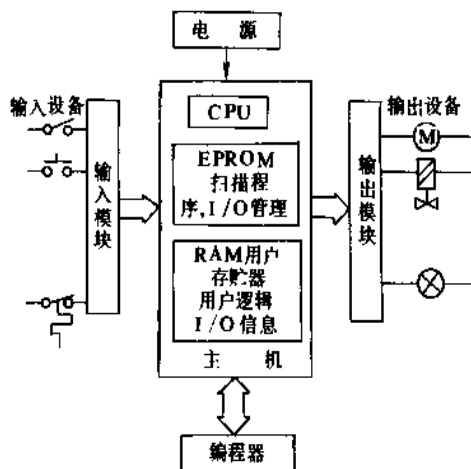 电 源
输入设备
输入模块
CPU
EPROM
扫描程
序,I/O管理
RAM用户
存贮器
用户逻辑
I/O信息
主 机
输出模块
输出设备
M
编程器